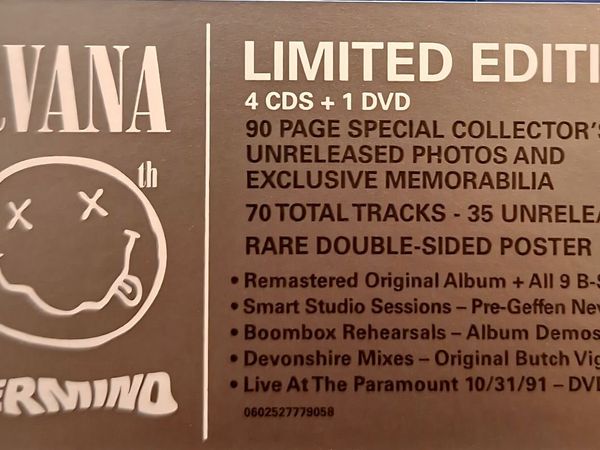 RVANA
th
ERMIND
LIMITED EDITI
4 CDS + 1 DVD
90 PAGE SPECIAL COLLECTOR'S
UNRELEASED PHOTOS AND
EXCLUSIVE MEMORABILIA
70 TOTAL TRACKS - 35 UNRELEA
RARE DOUBLE-SIDED POSTER
• Remastered Original Album + All 9 B-S
• Smart Studio Sessions – Pre-Geffen Nev
• Boombox Rehearsals – Album Demos
• Devonshire Mixes – Original Butch Vig
• Live At The Paramount 10/31/91 – DVD
0602527779058